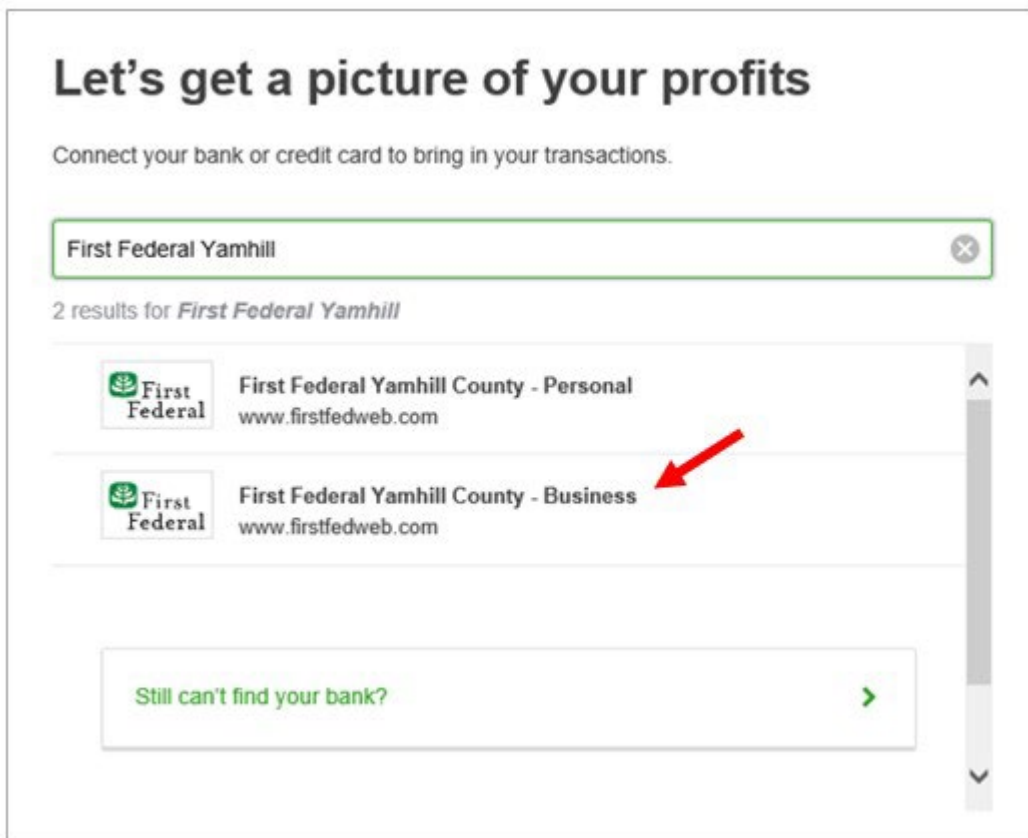 Let's get a picture of your profits
Connect your bank or credit card to bring in your transactions.
First Federal Yamhill
2 results for First Federal Yamhill
First
Federal
First Federal Yamhill County - Personal
www.firstfedweb.com
First
Federal
First Federal Yamhill County - Business
www.firstfedweb.com
Still can't find your bank?